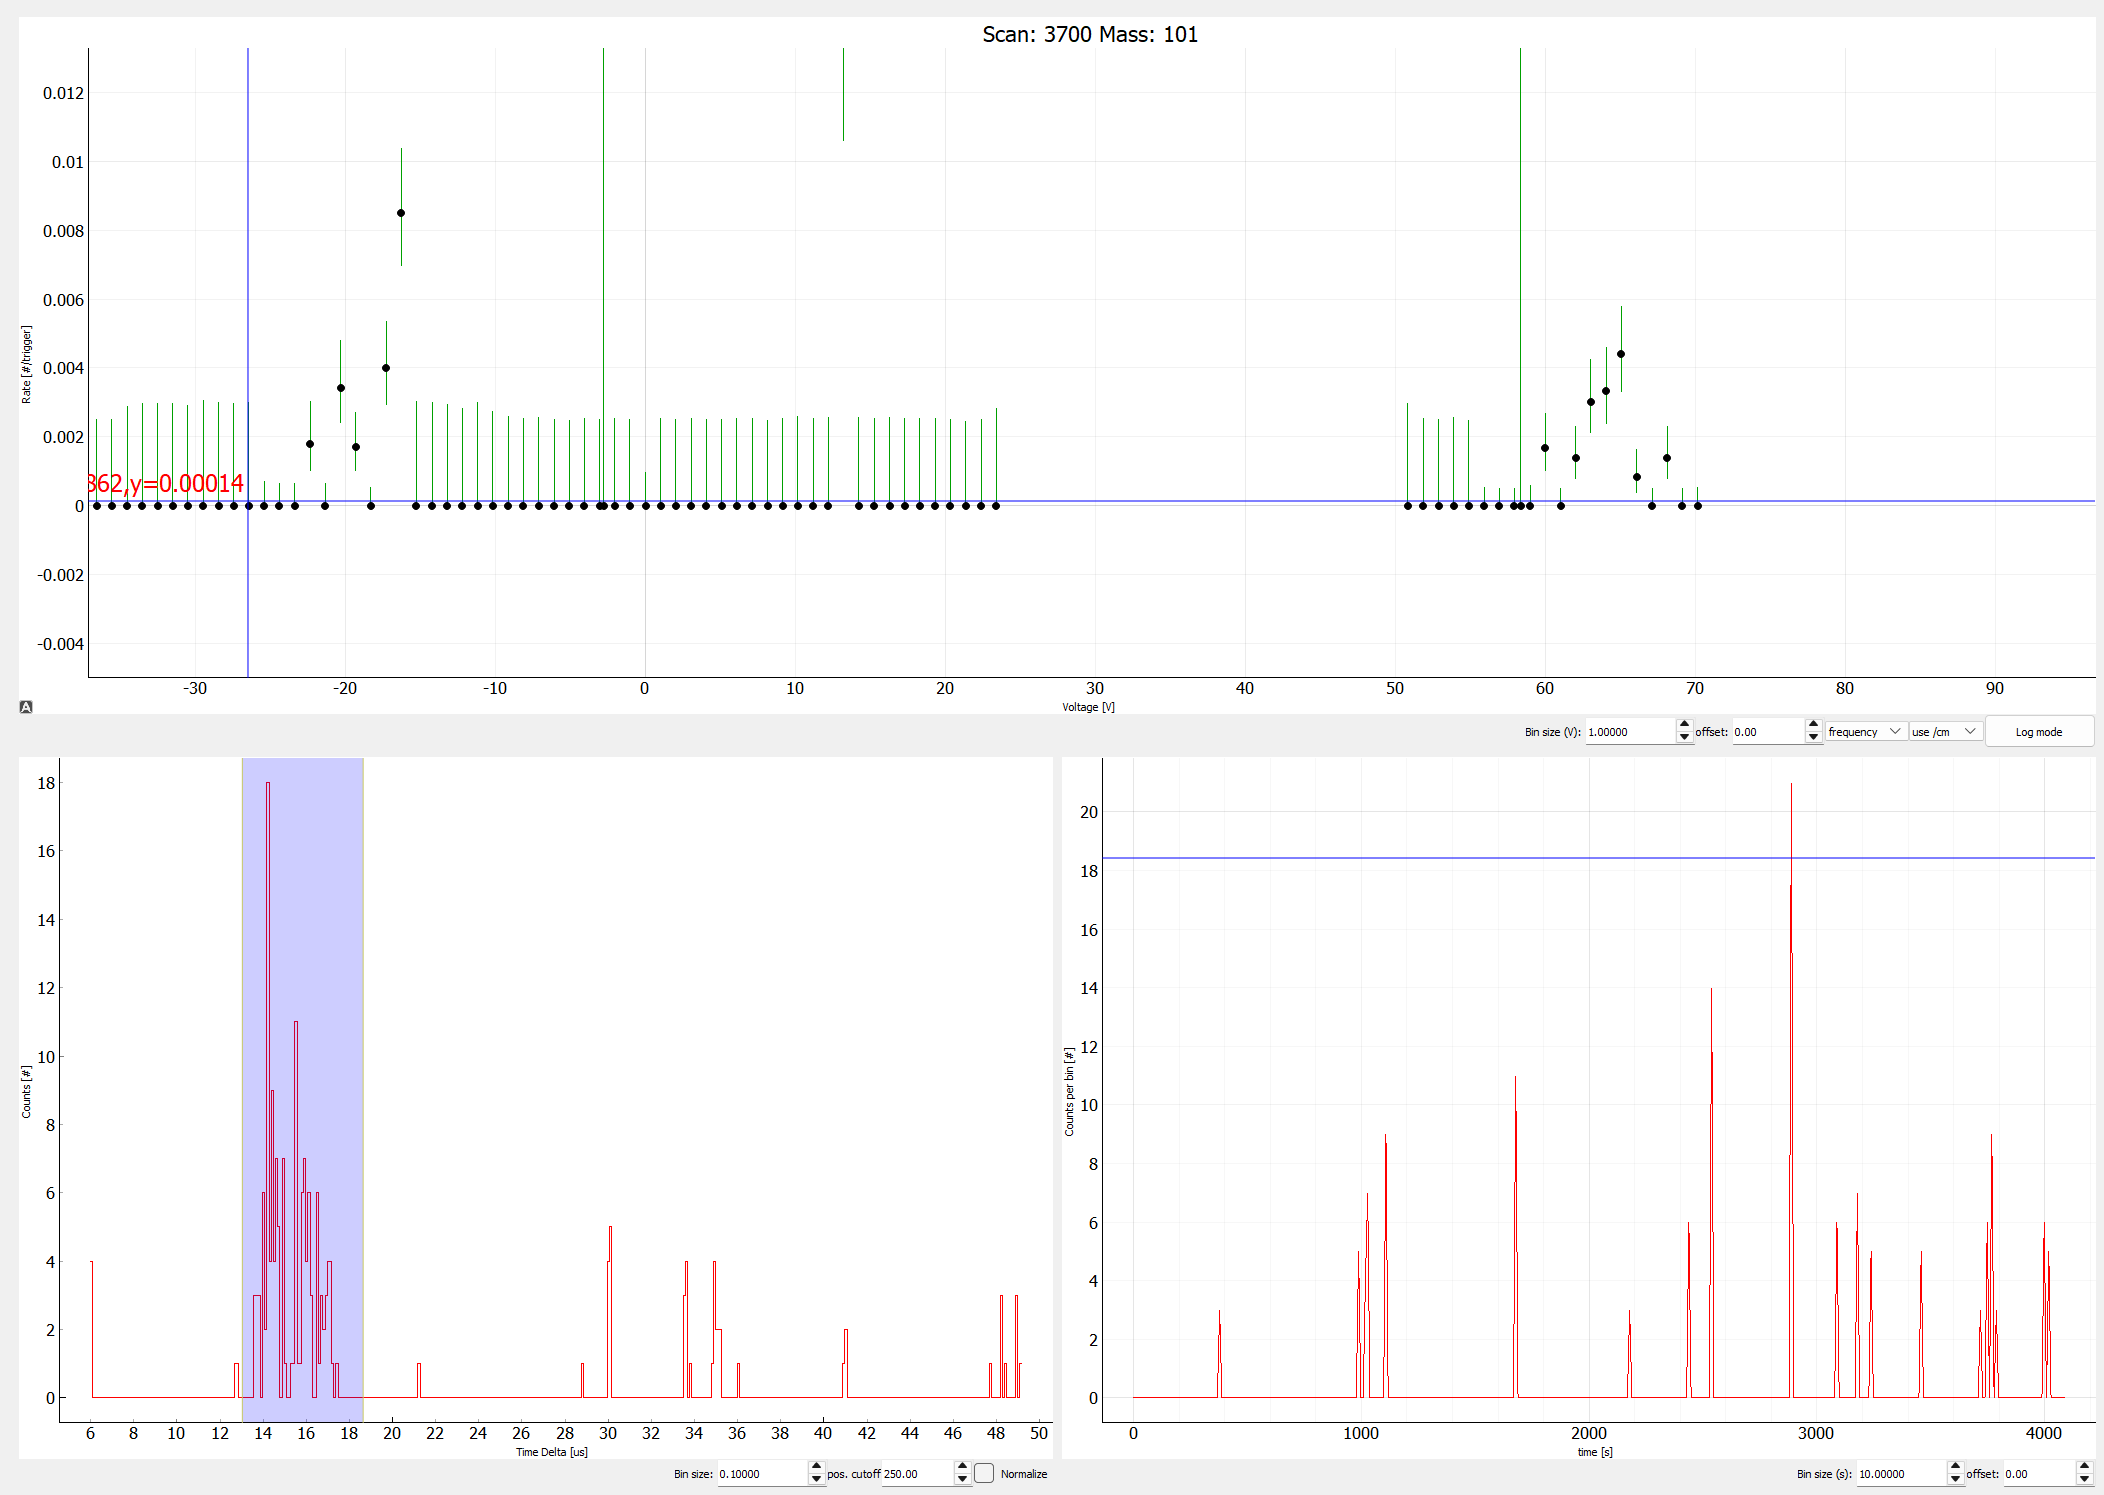 Scan: 3700 Mass: 101
0.012
0.01
0.008
0.006
0.004
0.002
0
-0.002
-0.004
Rate [#/trigger]
362,y=0.00014
-30 -20 -10 0 10 20 30 40 50 60 70 80 90
Voltage [V]
A
Bin size (V): 1.00000 offset: 0.00 frequency use /cm Log mode
18
16
14
12
10
8
6
4
2
0
Counts [#]
6 8 10 12 14 16 18 20 22 24 26 28 30 32 34 36 38 40 42 44 46 48 50
Time Delta [us]
Bin size: 0.10000 pos. cutoff 250.00 Normalize
20
18
16
14
12
10
8
6
4
2
0
Counts per bin [#]
0 1000 2000 3000 4000
time [s]
Bin size (s): 10.00000 offset: 0.00